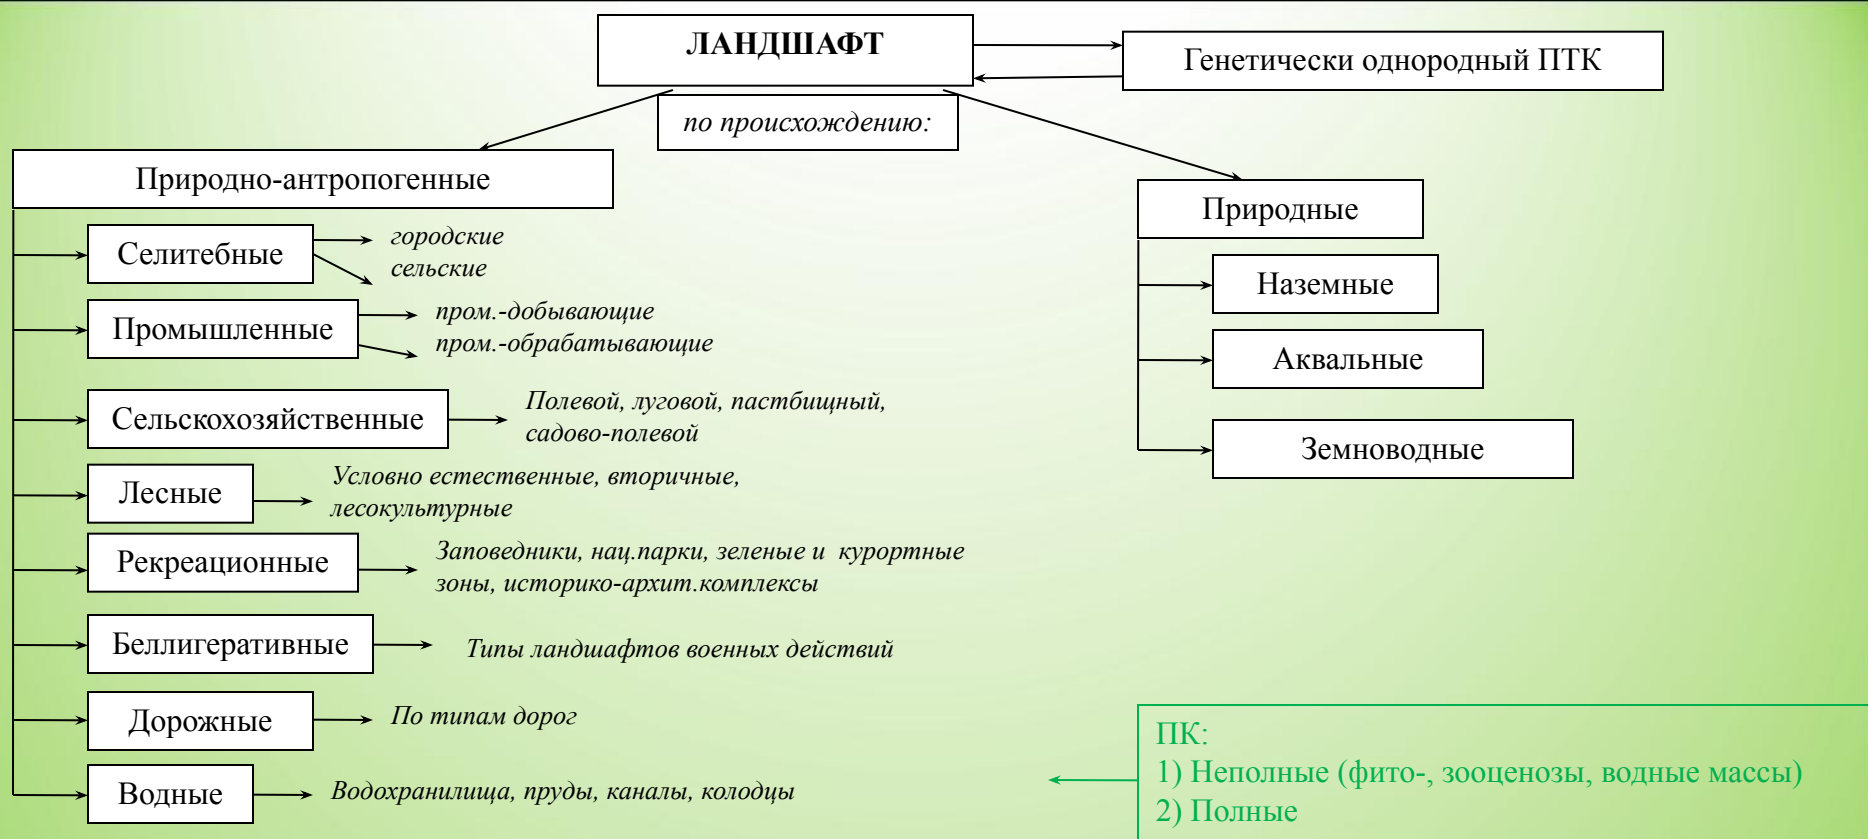 ЛАНДШАФТ
Генетически однородный ПТК
по происхождению:
Природно-антропогенные
Селитебные
городские
сельские
Промышленные
пром.-добывающие
пром.-обрабатывающие
Сельскохозяйственные
Полевой, луговой, пастбищный,
садово-полевой
Лесные
Условно естественные, вторичные,
лесокультурные
Рекреационные
Заповедники, нац.парки, зеленые и курортные
зоны, историко-архит.комплексы
Беллигеративные
Типы ландшафтов военных действий
Дорожные
По типам дорог
Водные
Водохранилища, пруды, каналы, колодцы
Природные
Наземные
Аквальные
Земноводные
ПК:
1) Неполные (фито-, зооценозы, водные массы)
2) Полные